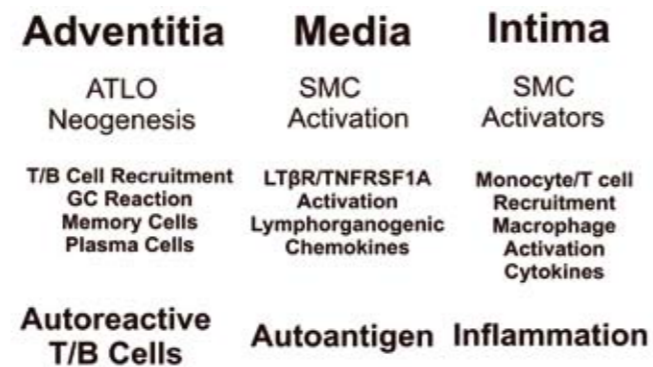 Adventitia
ATLO
Neogenesis
T/B Cell Recruitment
GC Reaction
Memory Cells
Plasma Cells
Autoreactive
T/B Cells
Media
SMC
Activation
LTβR/TNFRSF1A
Activation
Lymphorganogenic
Chemokines
Autoantigen
Intima
SMC
Activators
Monocyte/T cell
Recruitment
Macrophage
Activation
Cytokines
Inflammation